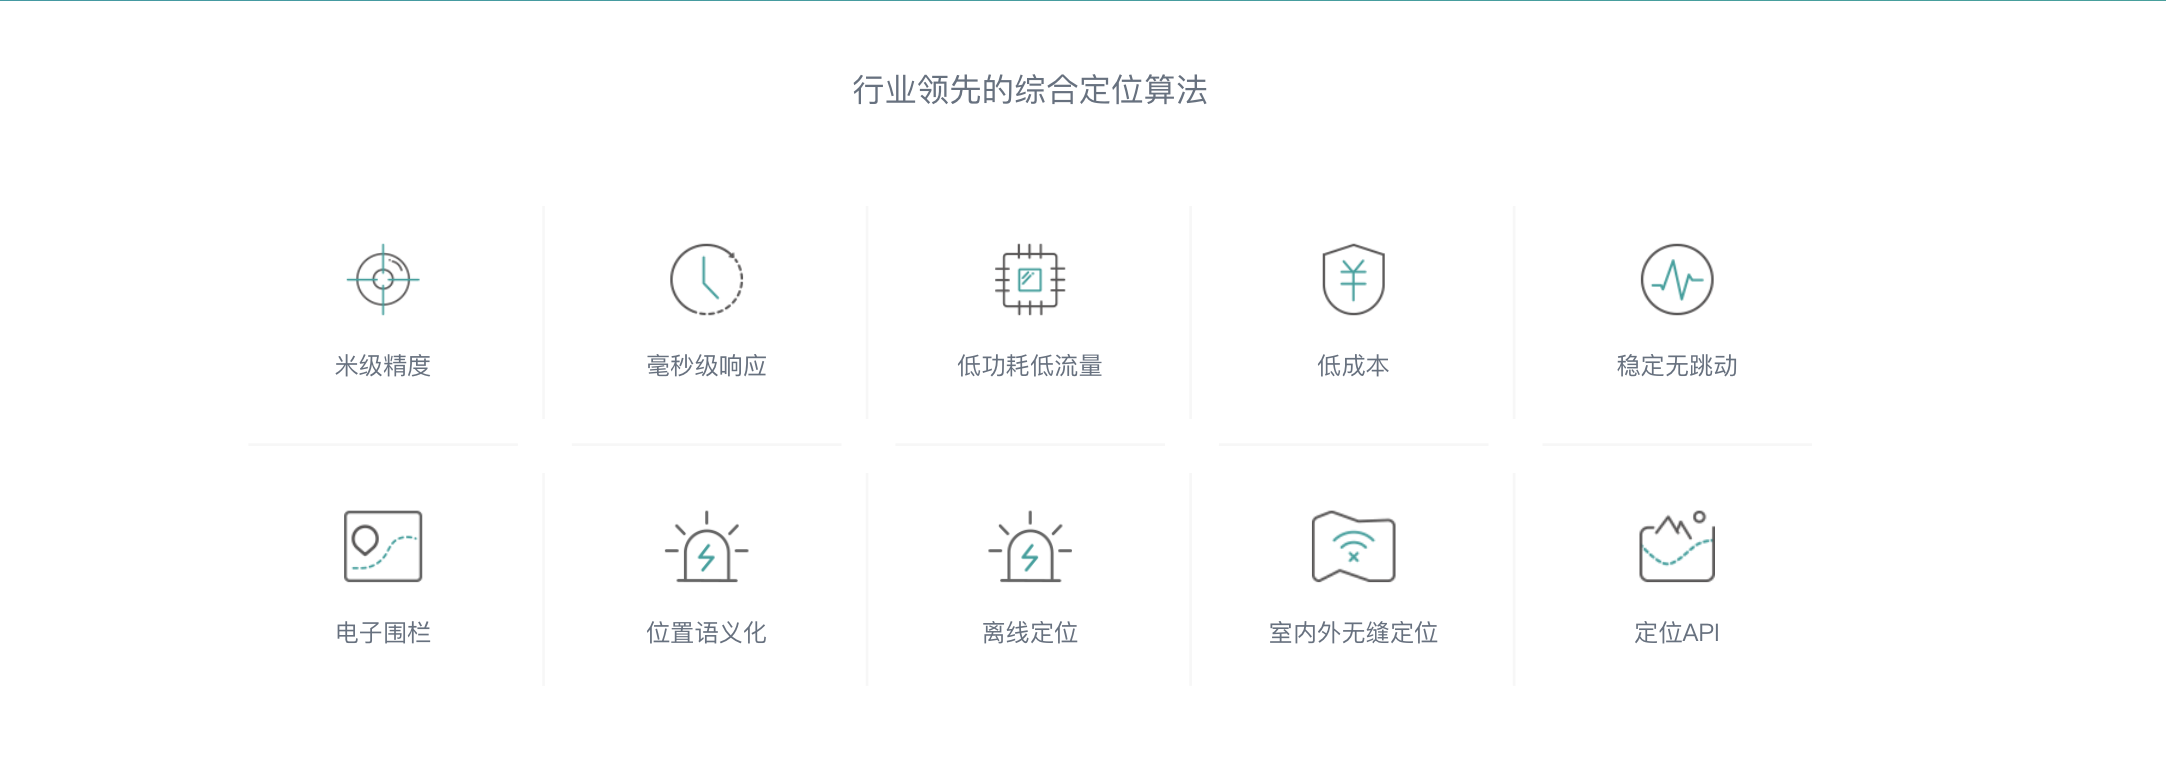 行业领先的综合定位算法
米级精度
毫秒级响应
低功耗低流量
低成本
稳定无跳动
电子围栏
位置语义化
离线定位
室内外无缝定位
定位API